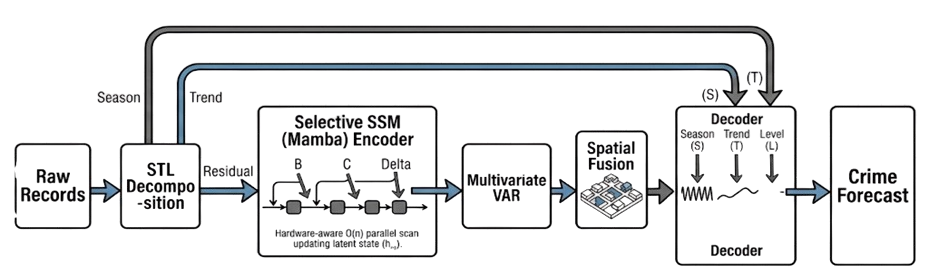 Season
Trend
(S)
(T)
Raw
Records
STL
Decompo
-sition
Residual
Selective SSM
(Mamba) Encoder
B
C
Delta
Hardware-aware O(n) parallel scan
updating latent state
Multivariate
VAR
Spatial
Fusion
Decoder
Season
(S)
Trend
(T)
Level
(L)
Decoder
Crime
Forecast